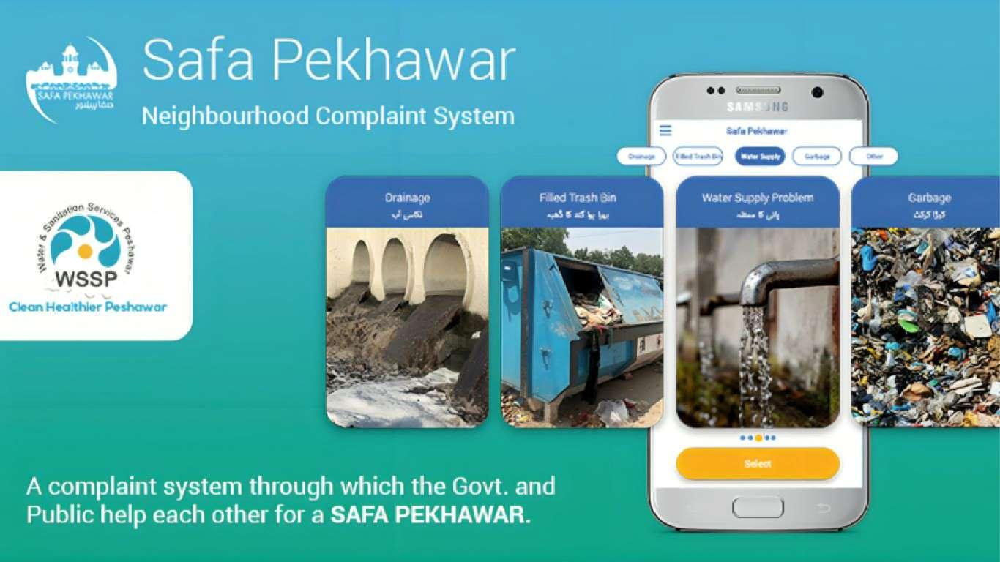 Safa Pekhawar
Neighbourhood Complaint System
SAFA PEKHAWAR
صفا پیښور
Water & Sanitation Services Peshawar
WSSP
Clean Healthier Peshawar
SAMSUNG
Safa Pekhawar
Drainage
Filled Trash Bin
Water Supply
Garbage
Other
Drainage
نکاسی آب
Filled Trash Bin
بھرا ہوا گند کا ڈھبہ
Water Supply Problem
پانی کا مسئلہ
Garbage
کوڑا کرکٹ
Select
A complaint system through which the Govt. and
Public help each other for a SAFA PEKHAWAR.